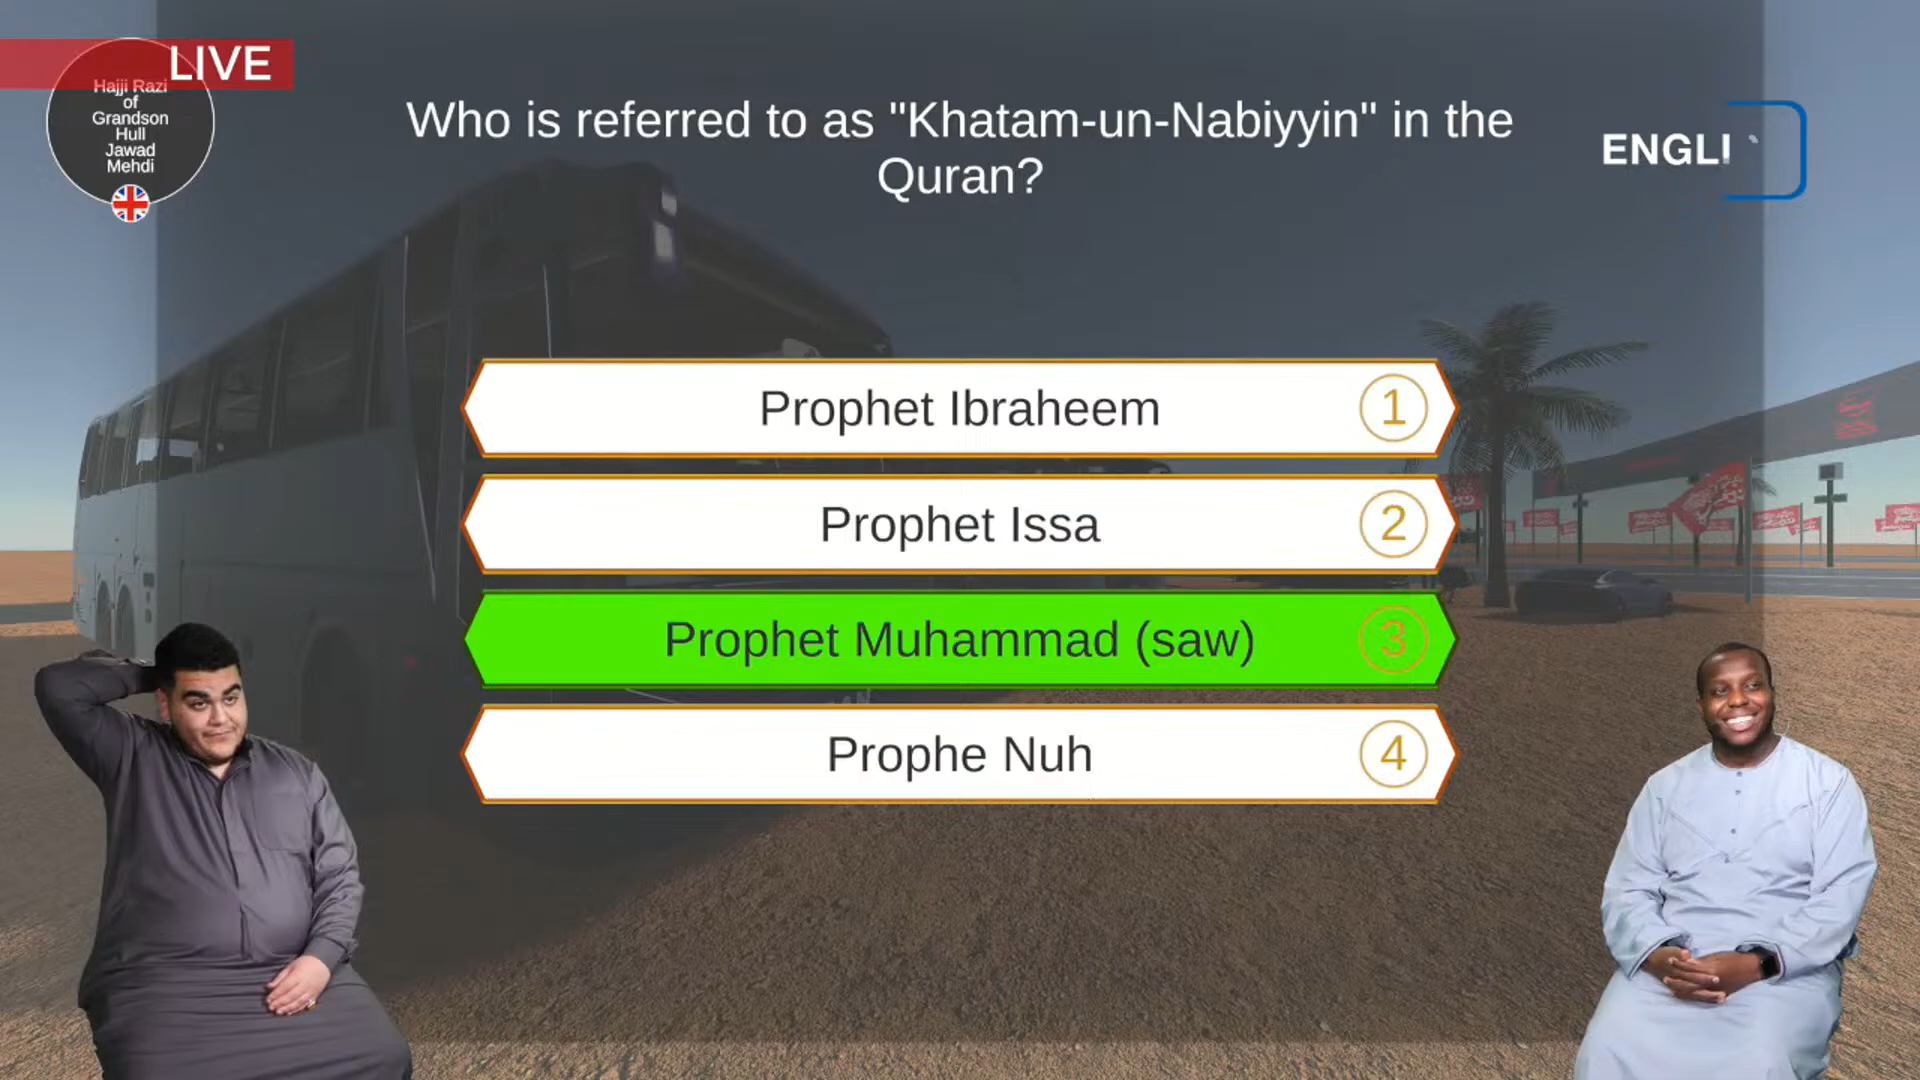 LIVE
Hajji Razi
of
Grandson
Hull
Jawad
Mehdi
Who is referred to as "Khatam-un-Nabiyyin" in the
Quran?
ENGLI
Prophet Ibraheem 1
Prophet Issa 2
Prophet Muhammad (saw) 3
Prophe Nuh 4